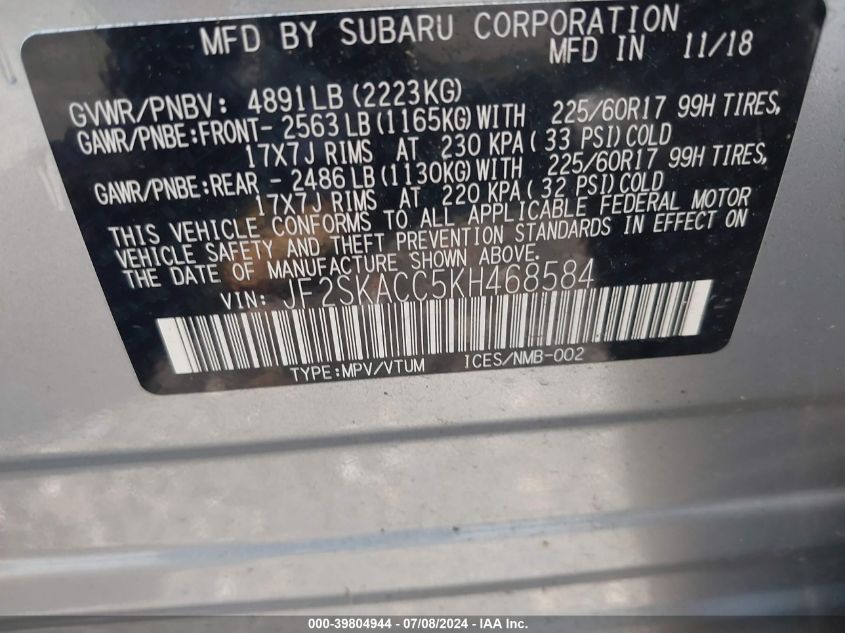 MFD BY SUBARU CORPORATION
MFD IN 11/18
GVWR/PNBV: 4891LB (2223KG)
GAWR/PNBE:FRONT- 2563 LB (1165KG) WITH 225/60R17 99H TIRES,
17X7J RIMS AT 230 KPA ( 33 PSI) COLD
GAWR/PNBE:REAR - 2486 LB (1130KG) WITH 225/60R17 99H TIRES,
17X7J RIMS AT 220 KPA ( 32 PSI) COLD
THIS VEHICLE CONFORMS TO ALL APPLICABLE FEDERAL MOTOR
VEHICLE SAFETY AND THEFT PREVENTION STANDARDS IN EFFECT ON
THE DATE OF MANUFACTURE SHOWN ABOVE.
VIN: JF2SKACC5KH468584
TYPE:MPV/VTUM ICES/NMB-002
000-39804944 - 07/08/2024 - IAA Inc.